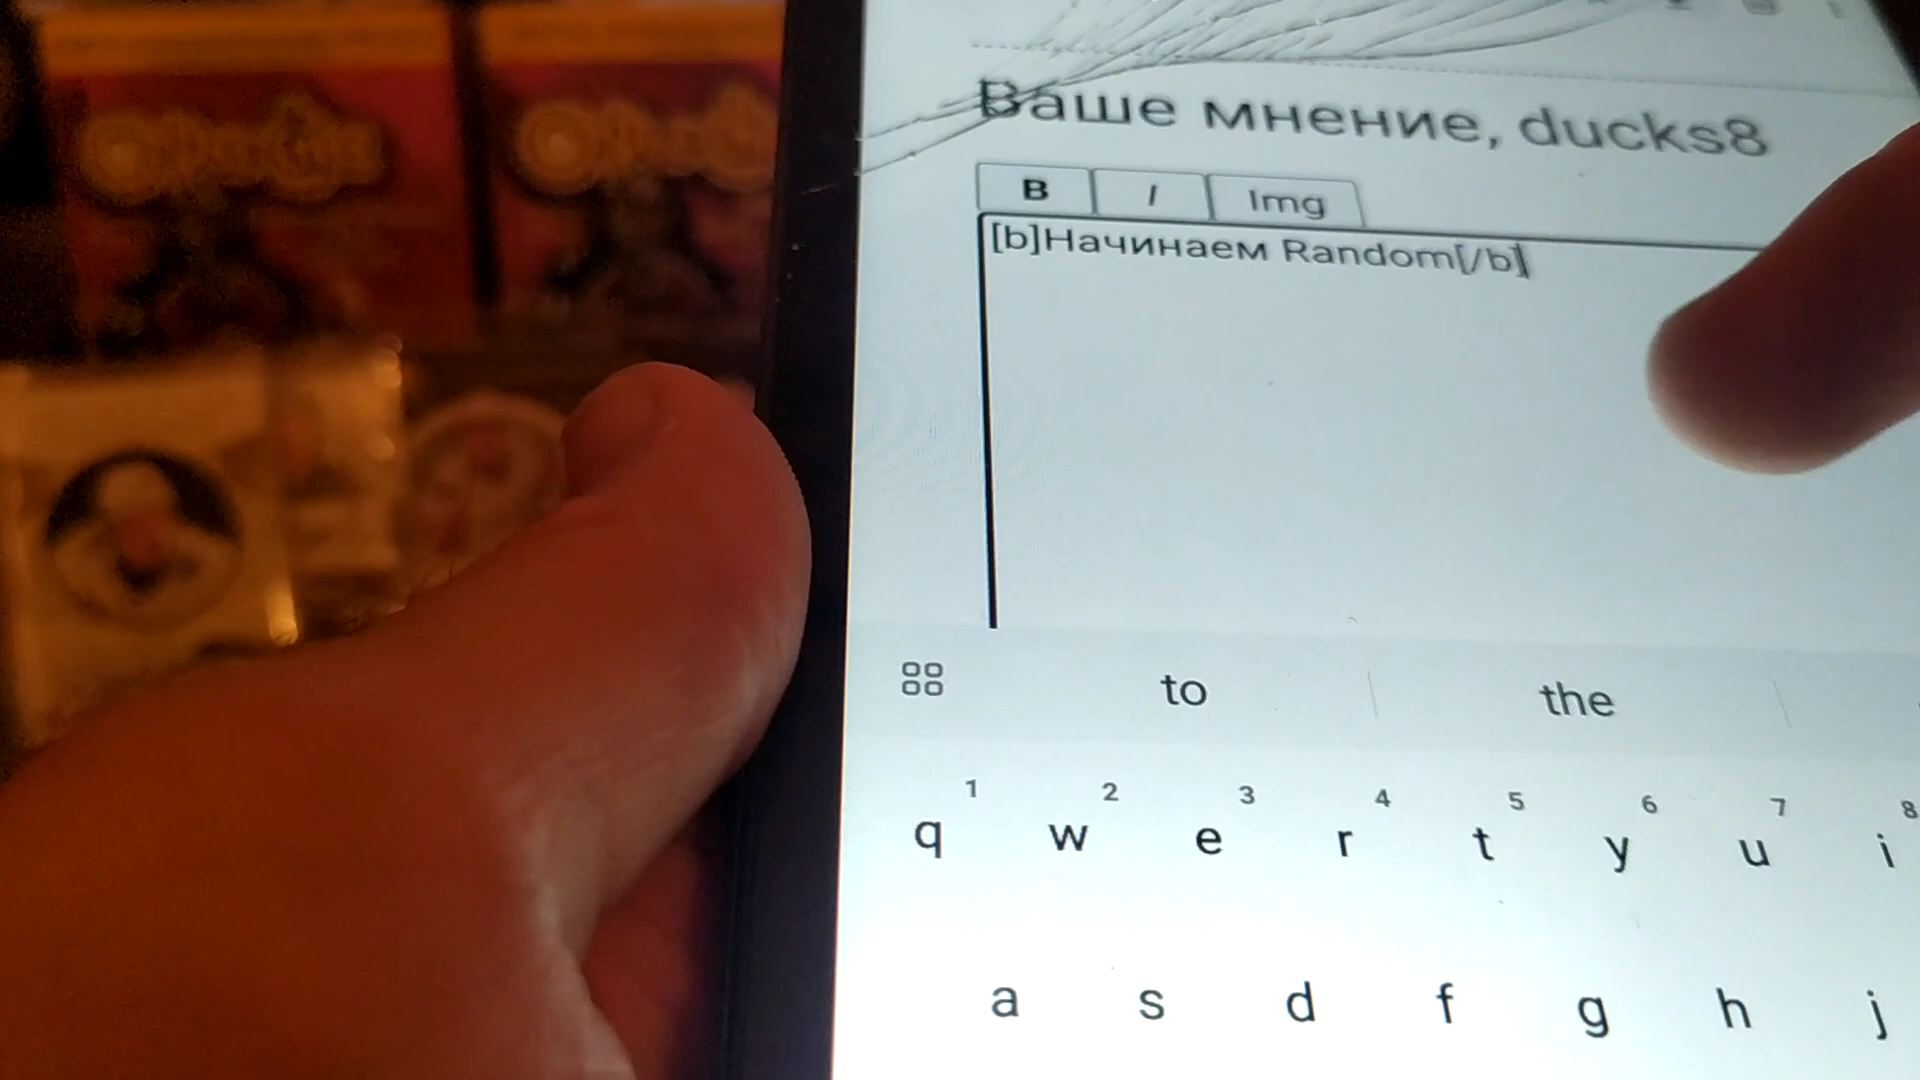 Ваше мнение, ducks8
B I Img
[b]Начинаем Random[/b]
to the
1 2 3 4 5 6 7 8
q w e r t y u i
a s d f g h j